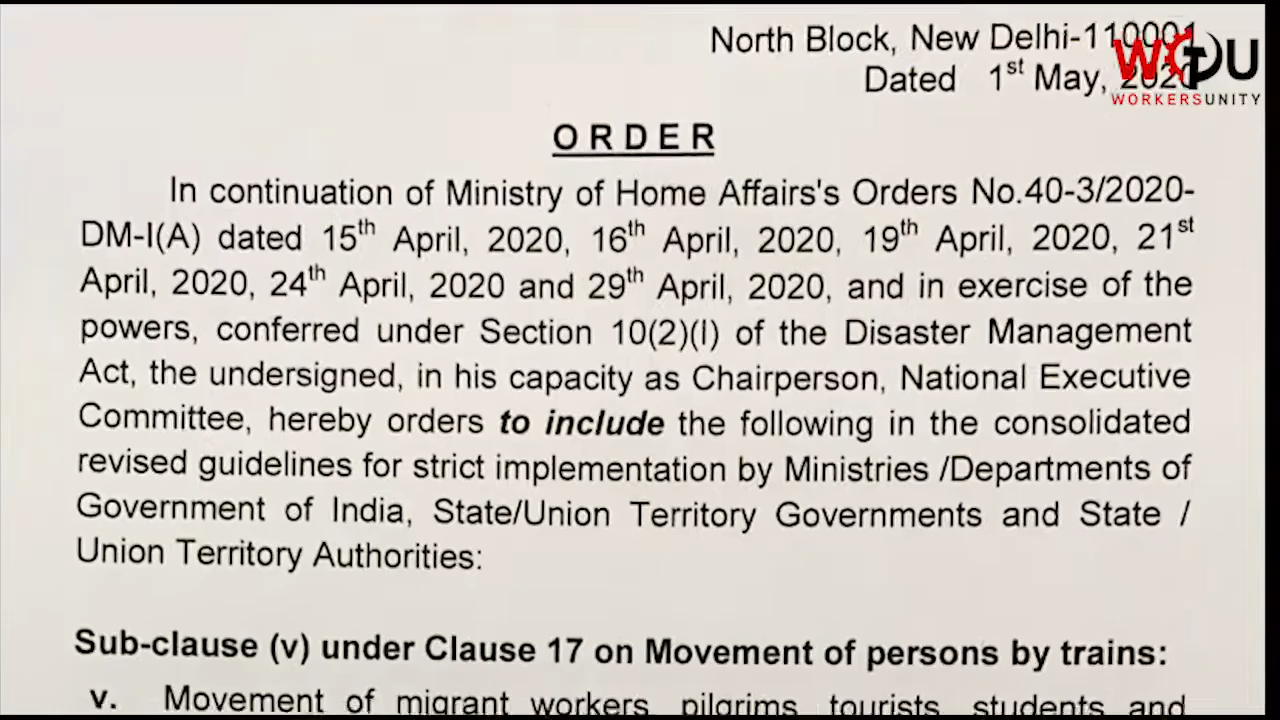 North Block, New Delhi-110001
Dated 1st May, 2020
WU
WORKERSUNITY
ORDER
In continuation of Ministry of Home Affairs's Orders No.40-3/2020-
DM-I(A) dated 15th April, 2020, 16th April, 2020, 19th April, 2020, 21st
April, 2020, 24th April, 2020 and 29th April, 2020, and in exercise of the
powers, conferred under Section 10(2)(I) of the Disaster Management
Act, the undersigned, in his capacity as Chairperson, National Executive
Committee, hereby orders to include the following in the consolidated
revised guidelines for strict implementation by Ministries /Departments of
Government of India, State/Union Territory Governments and State /
Union Territory Authorities:
Sub-clause (v) under Clause 17 on Movement of persons by trains:
v. Movement of migrant workers, pilgrims, tourists, students and